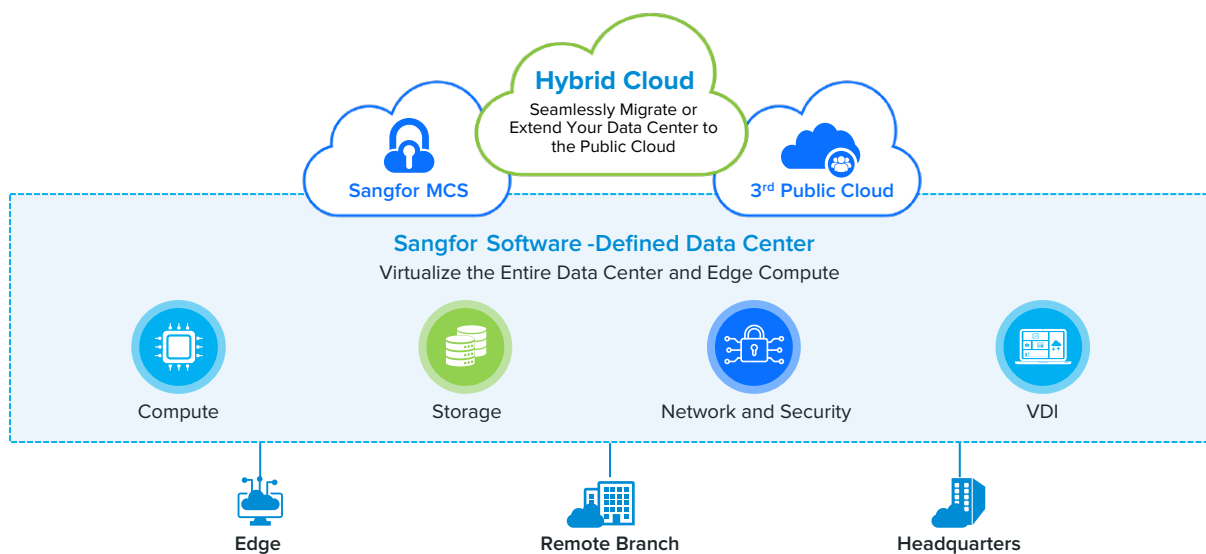 Hybrid Cloud
Seamlessly Migrate or
Extend Your Data Center to
the Public Cloud
Sangfor MCS
3rd Public Cloud
Sangfor Software -Defined Data Center
Virtualize the Entire Data Center and Edge Compute
Compute
Storage
Network and Security
VDI
Edge
Remote Branch
Headquarters